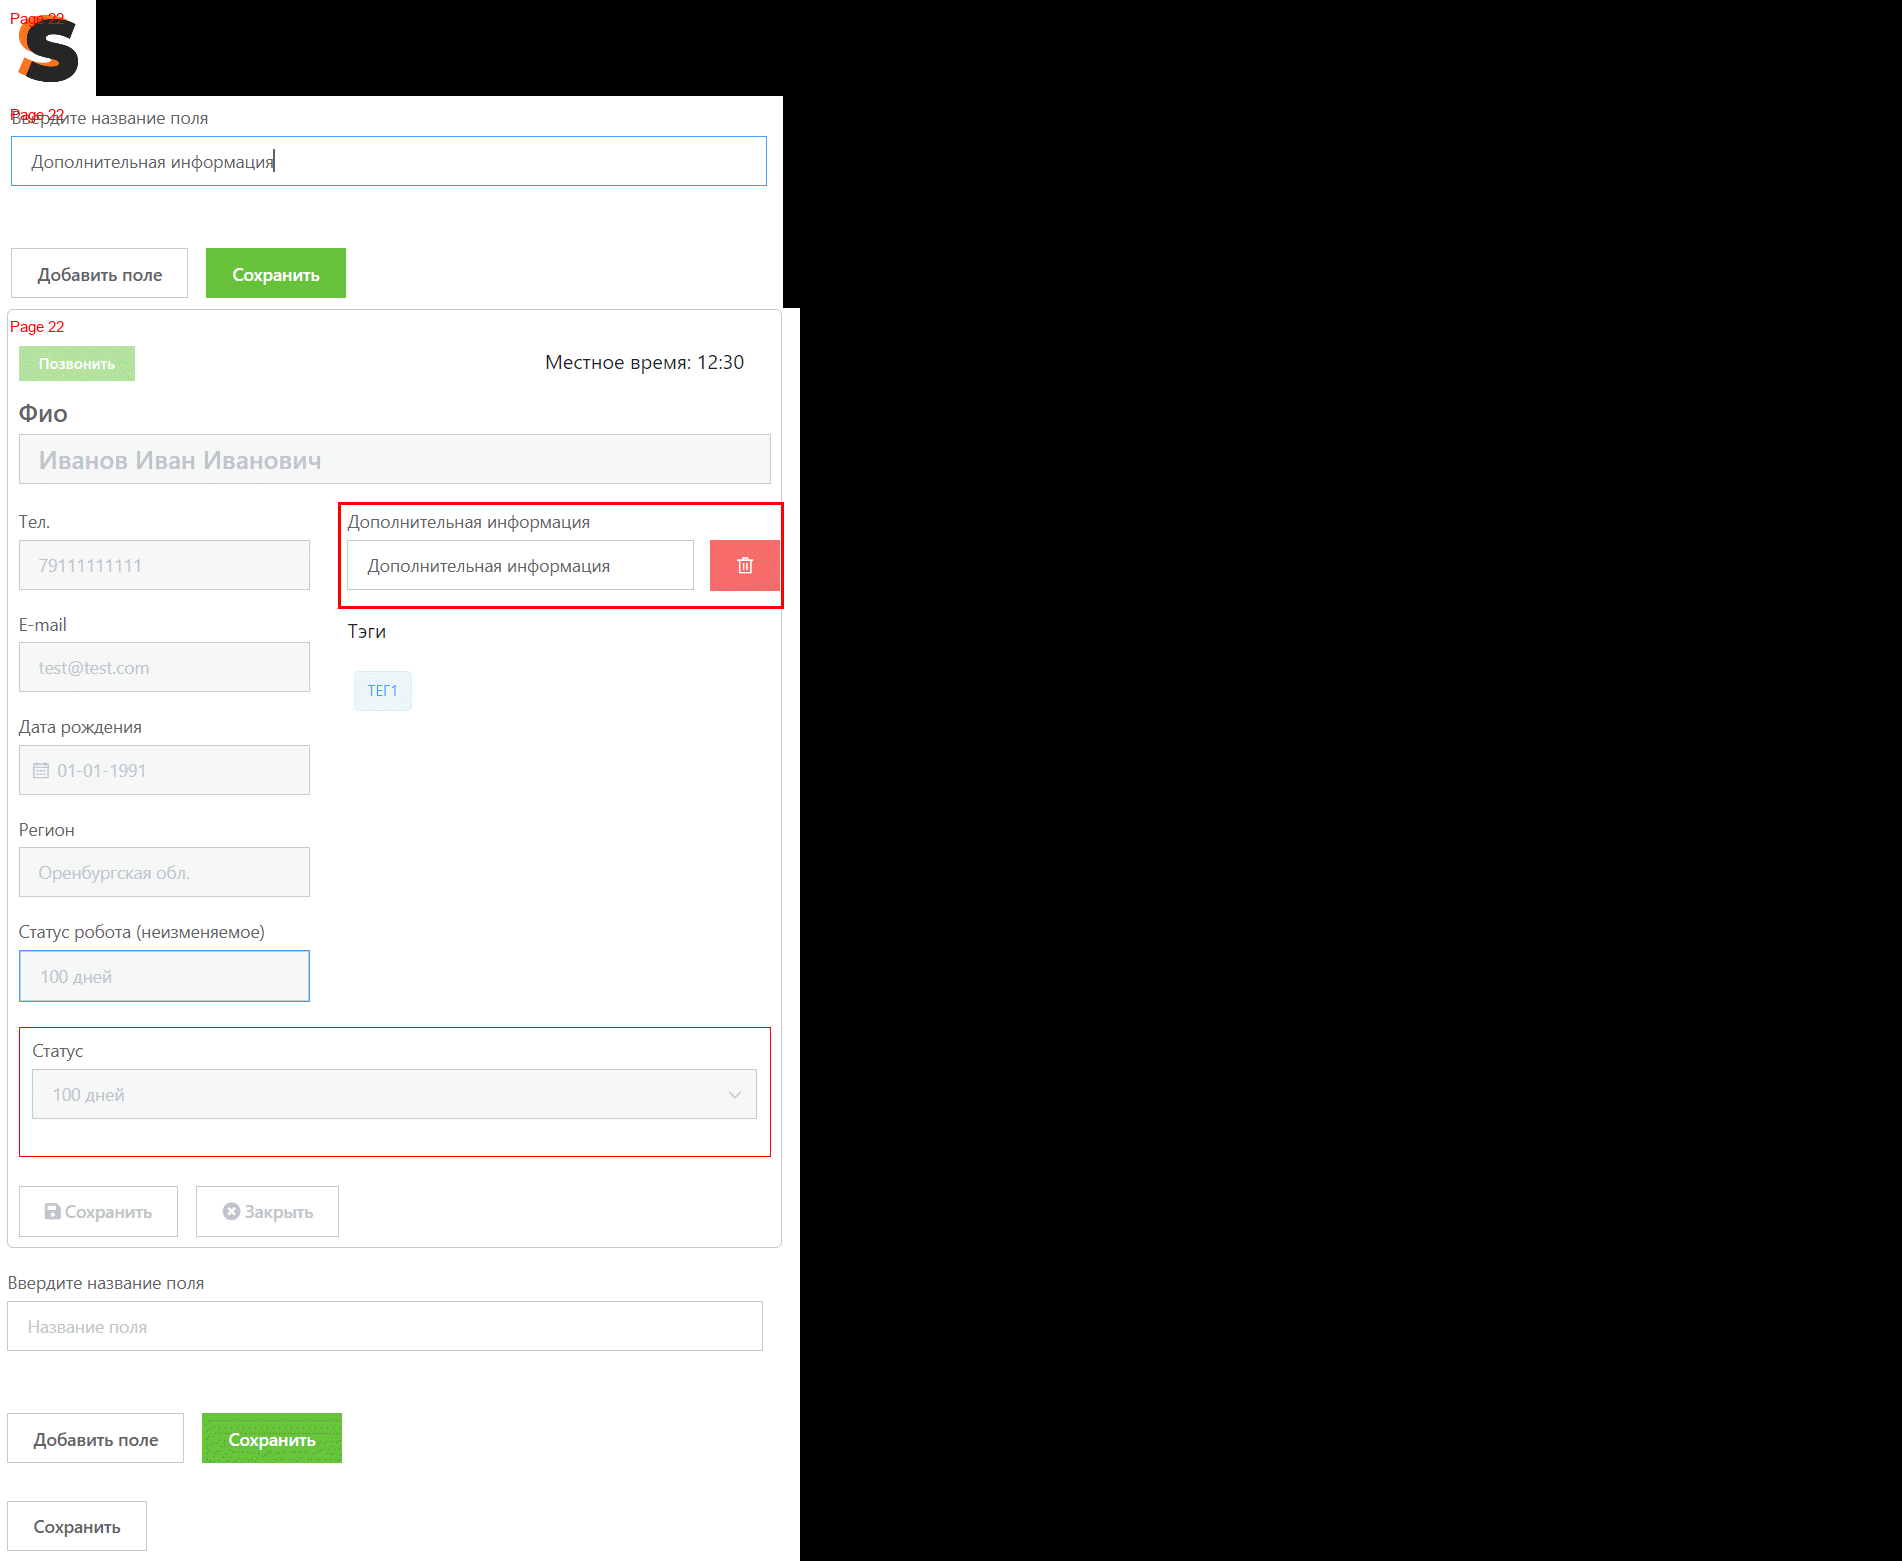 Page 22
S
Page 22
Ввердите название поля
Дополнительная информация
Добавить поле
Сохранить
Page 22
Позвонить
Местное время: 12:30
Фио
Иванов Иван Иванович
Тел.
Дополнительная информация
79111111111
Дополнительная информация
E-mail
Тэги
test@test.com
ТЕГ1
Дата рождения
01-01-1991
Регион
Оренбургская обл.
Статус робота (неизменяемое)
100 дней
Статус
100 дней
Сохранить
Закрыть
Ввердите название поля
Название поля
Добавить поле
Сохранить
Сохранить